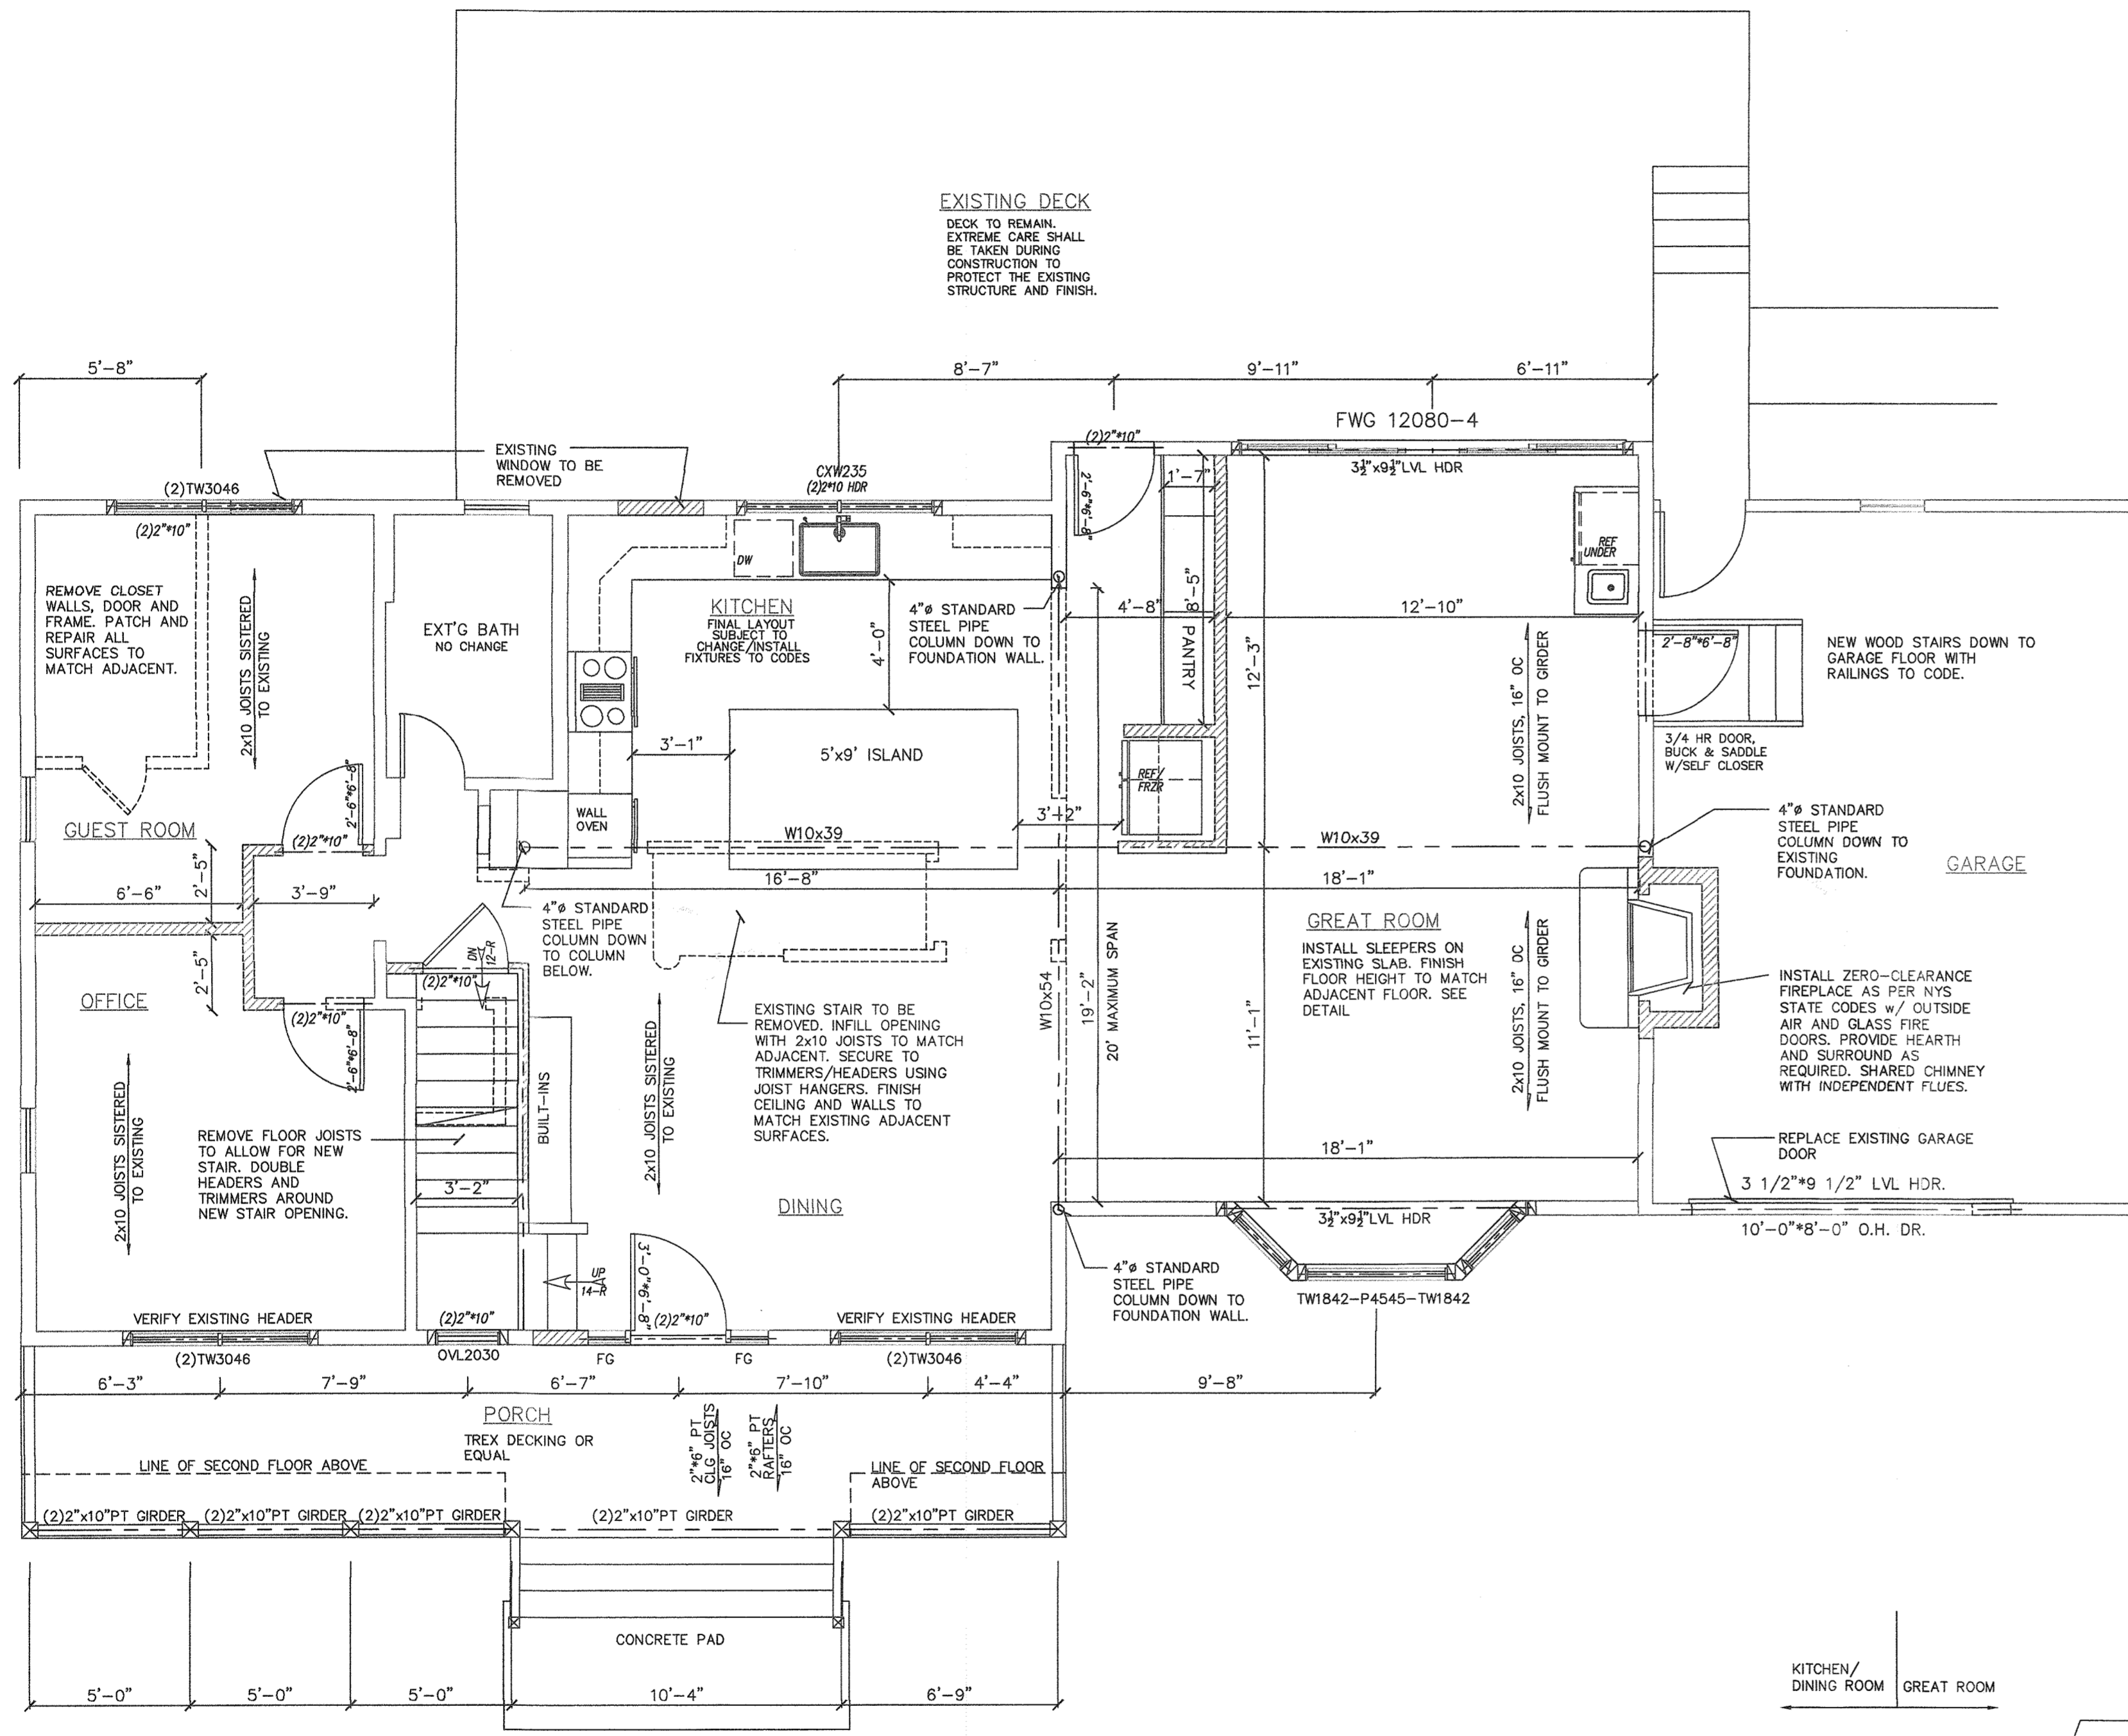 EXISTING DECK
DECK TO REMAIN.
EXTREME CARE SHALL
BE TAKEN DURING
CONSTRUCTION TO
PROTECT THE EXISTING
STRUCTURE AND FINISH.
5'-8"
8'-7"
9'-11"
6'-11"
FWG 12080-4
EXISTING
WINDOW TO BE
REMOVED
(2)TW3046
(2)2"*10"
CXW235
(2)2*10 HDR
(2)2"*10"
2'-6"*6'-8"
1'-7"
3½"x9½"LVL HDR
REMOVE CLOSET
WALLS, DOOR AND
FRAME. PATCH AND
REPAIR ALL
SURFACES TO
MATCH ADJACENT.
2x10 JOISTS SISTERED
TO EXISTING
EXT'G BATH
NO CHANGE
DW
KITCHEN
FINAL LAYOUT
SUBJECT TO
CHANGE/INSTALL
FIXTURES TO CODES
4'-0"
4"ø STANDARD
STEEL PIPE
COLUMN DOWN TO
FOUNDATION WALL.
4'-8"
8'-5"
PANTRY
12'-3"
12'-10"
REF
UNDER
2x10 JOISTS, 16" OC
FLUSH MOUNT TO GIRDER
2'-8"*6'-8"
NEW WOOD STAIRS DOWN TO
GARAGE FLOOR WITH
RAILINGS TO CODE.
3/4 HR DOOR,
BUCK & SADDLE
W/SELF CLOSER
3'-1"
5'x9' ISLAND
REF/
FRZR
3'-2"
WALL
OVEN
W10x39
W10x39
4"ø STANDARD
STEEL PIPE
COLUMN DOWN TO
EXISTING
FOUNDATION.
GARAGE
GUEST ROOM
2'-6"*6'-8"
(2)2"*10"
2'-5"
6'-6"
3'-9"
2'-5"
16'-8"
18'-1"
4"ø STANDARD
STEEL PIPE
COLUMN DOWN
TO COLUMN
BELOW.
DN
12-R
(2)2"*10"
GREAT ROOM
INSTALL SLEEPERS ON
EXISTING SLAB. FINISH
FLOOR HEIGHT TO MATCH
ADJACENT FLOOR. SEE
DETAIL
OFFICE
(2)2"*10"
2'-6"*6'-8"
2x10 JOISTS SISTERED
TO EXISTING
EXISTING STAIR TO BE
REMOVED. INFILL OPENING
WITH 2x10 JOISTS TO MATCH
ADJACENT. SECURE TO
TRIMMERS/HEADERS USING
JOIST HANGERS. FINISH
CEILING AND WALLS TO
MATCH EXISTING ADJACENT
SURFACES.
W10x54
19'-2"
20' MAXIMUM SPAN
11'-1"
2x10 JOISTS, 16" OC
FLUSH MOUNT TO GIRDER
INSTALL ZERO-CLEARANCE
FIREPLACE AS PER NYS
STATE CODES w/ OUTSIDE
AIR AND GLASS FIRE
DOORS. PROVIDE HEARTH
AND SURROUND AS
REQUIRED. SHARED CHIMNEY
WITH INDEPENDENT FLUES.
2x10 JOISTS SISTERED
TO EXISTING
BUILT-INS
REMOVE FLOOR JOISTS
TO ALLOW FOR NEW
STAIR. DOUBLE
HEADERS AND
TRIMMERS AROUND
NEW STAIR OPENING.
3'-2"
DINING
18'-1"
REPLACE EXISTING GARAGE
DOOR
3 1/2"*9 1/2" LVL HDR.
10'-0"*8'-0" O.H. DR.
3½"x9½"LVL HDR
UP
14-R
3'-0"*6'-8"
4"ø STANDARD
STEEL PIPE
COLUMN DOWN TO
FOUNDATION WALL.
TW1842-P4545-TW1842
VERIFY EXISTING HEADER
(2)2"*10"
(2)2"*10"
VERIFY EXISTING HEADER
(2)TW3046
OVL2030
FG
FG
(2)TW3046
6'-3"
7'-9"
6'-7"
7'-10"
4'-4"
9'-8"
PORCH
TREX DECKING OR
EQUAL
2"*6" PT
CLG JOISTS
16" OC
2"*6" PT
RAFTERS
16" OC
LINE OF SECOND FLOOR ABOVE
LINE OF SECOND FLOOR
ABOVE
(2)2"x10"PT GIRDER
(2)2"x10"PT GIRDER
(2)2"x10"PT GIRDER
(2)2"x10"PT GIRDER
(2)2"x10"PT GIRDER
CONCRETE PAD
5'-0"
5'-0"
5'-0"
10'-4"
6'-9"
KITCHEN/
DINING ROOM
GREAT ROOM